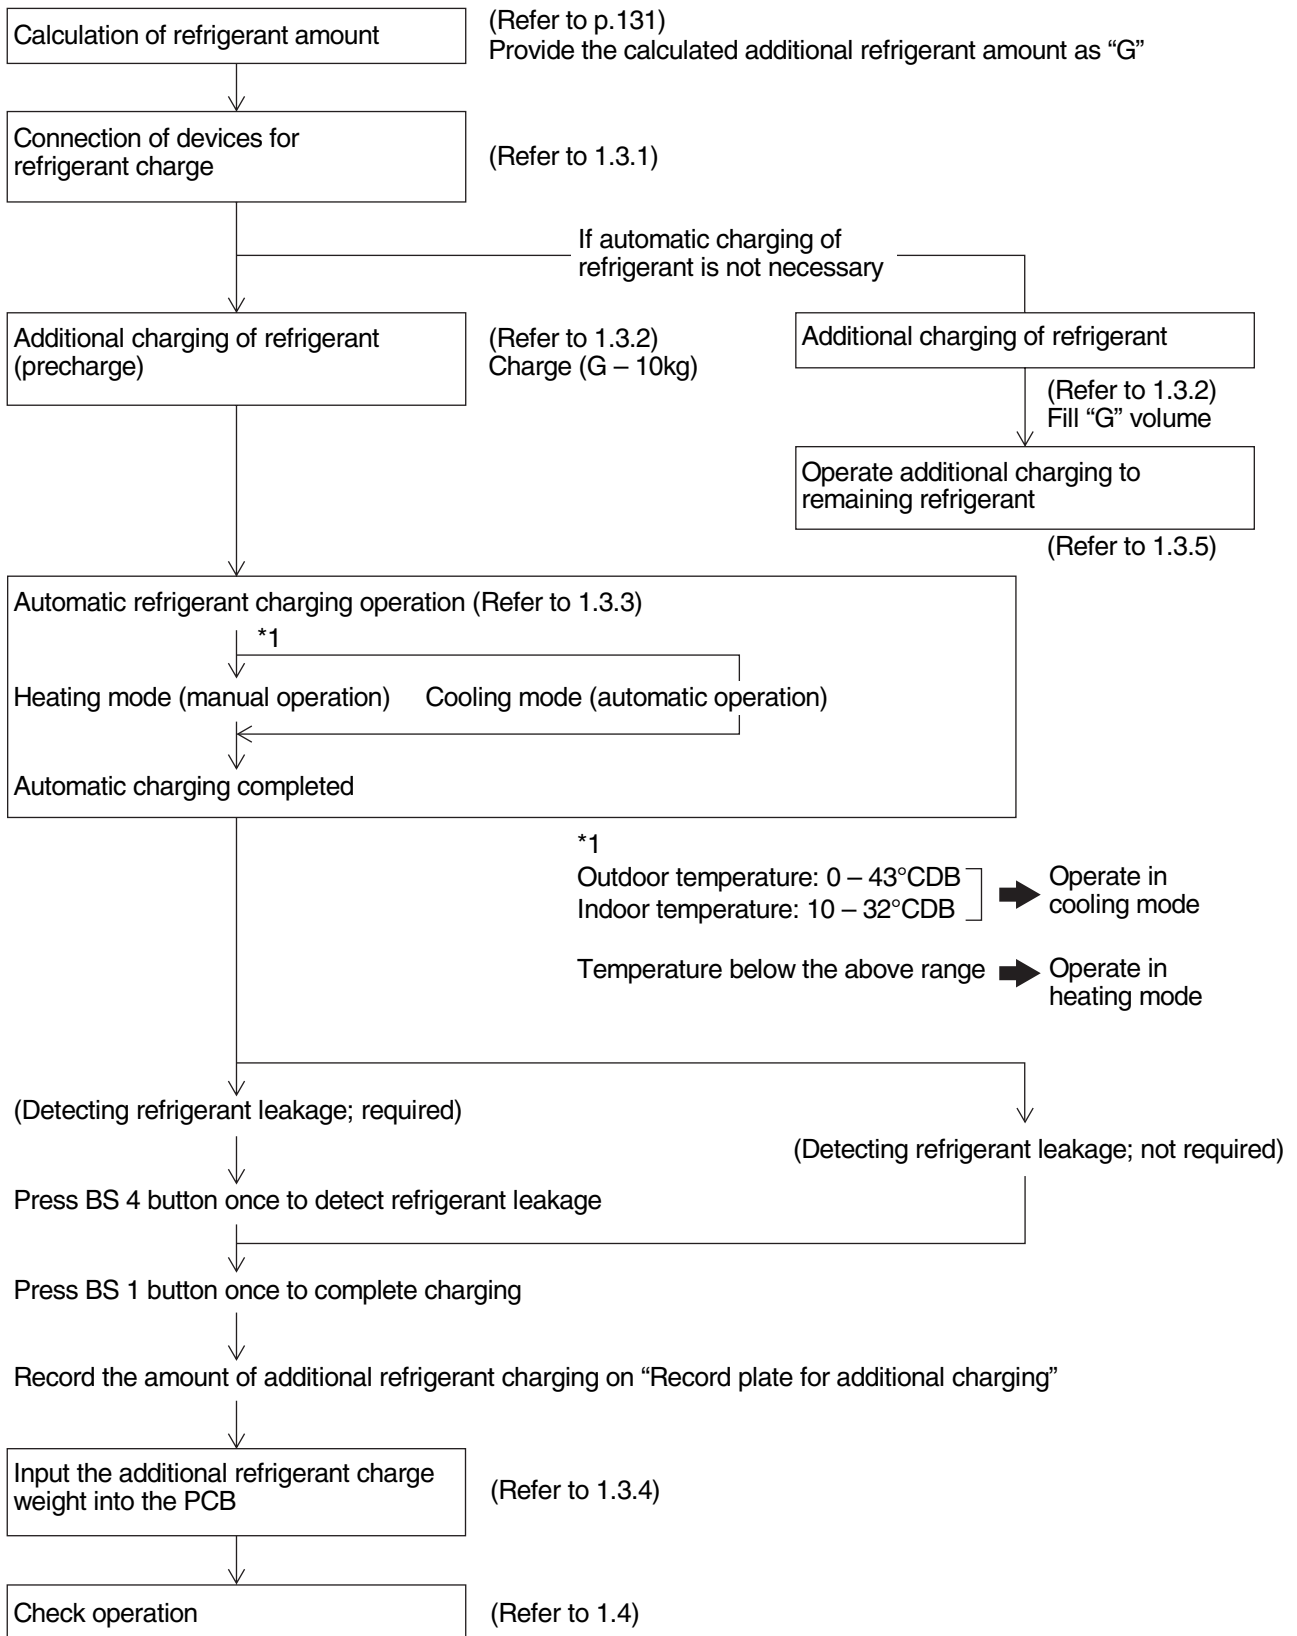 Calculation of refrigerant amount
(Refer to p.131)
Provide the calculated additional refrigerant amount as “G”
Connection of devices for
refrigerant charge
(Refer to 1.3.1)
If automatic charging of
refrigerant is not necessary
Additional charging of refrigerant
(precharge)
(Refer to 1.3.2)
Charge (G – 10kg)
Additional charging of refrigerant
(Refer to 1.3.2)
Fill “G” volume
Operate additional charging to
remaining refrigerant
(Refer to 1.3.5)
Automatic refrigerant charging operation (Refer to 1.3.3)
*1
Heating mode (manual operation)
Cooling mode (automatic operation)
Automatic charging completed
*1
Outdoor temperature: 0 – 43°CDB
Indoor temperature: 10 – 32°CDB
Operate in
cooling mode
Temperature below the above range
Operate in
heating mode
(Detecting refrigerant leakage; required)
(Detecting refrigerant leakage; not required)
Press BS 4 button once to detect refrigerant leakage
Press BS 1 button once to complete charging
Record the amount of additional refrigerant charging on “Record plate for additional charging”
Input the additional refrigerant charge
weight into the PCB
(Refer to 1.3.4)
Check operation
(Refer to 1.4)